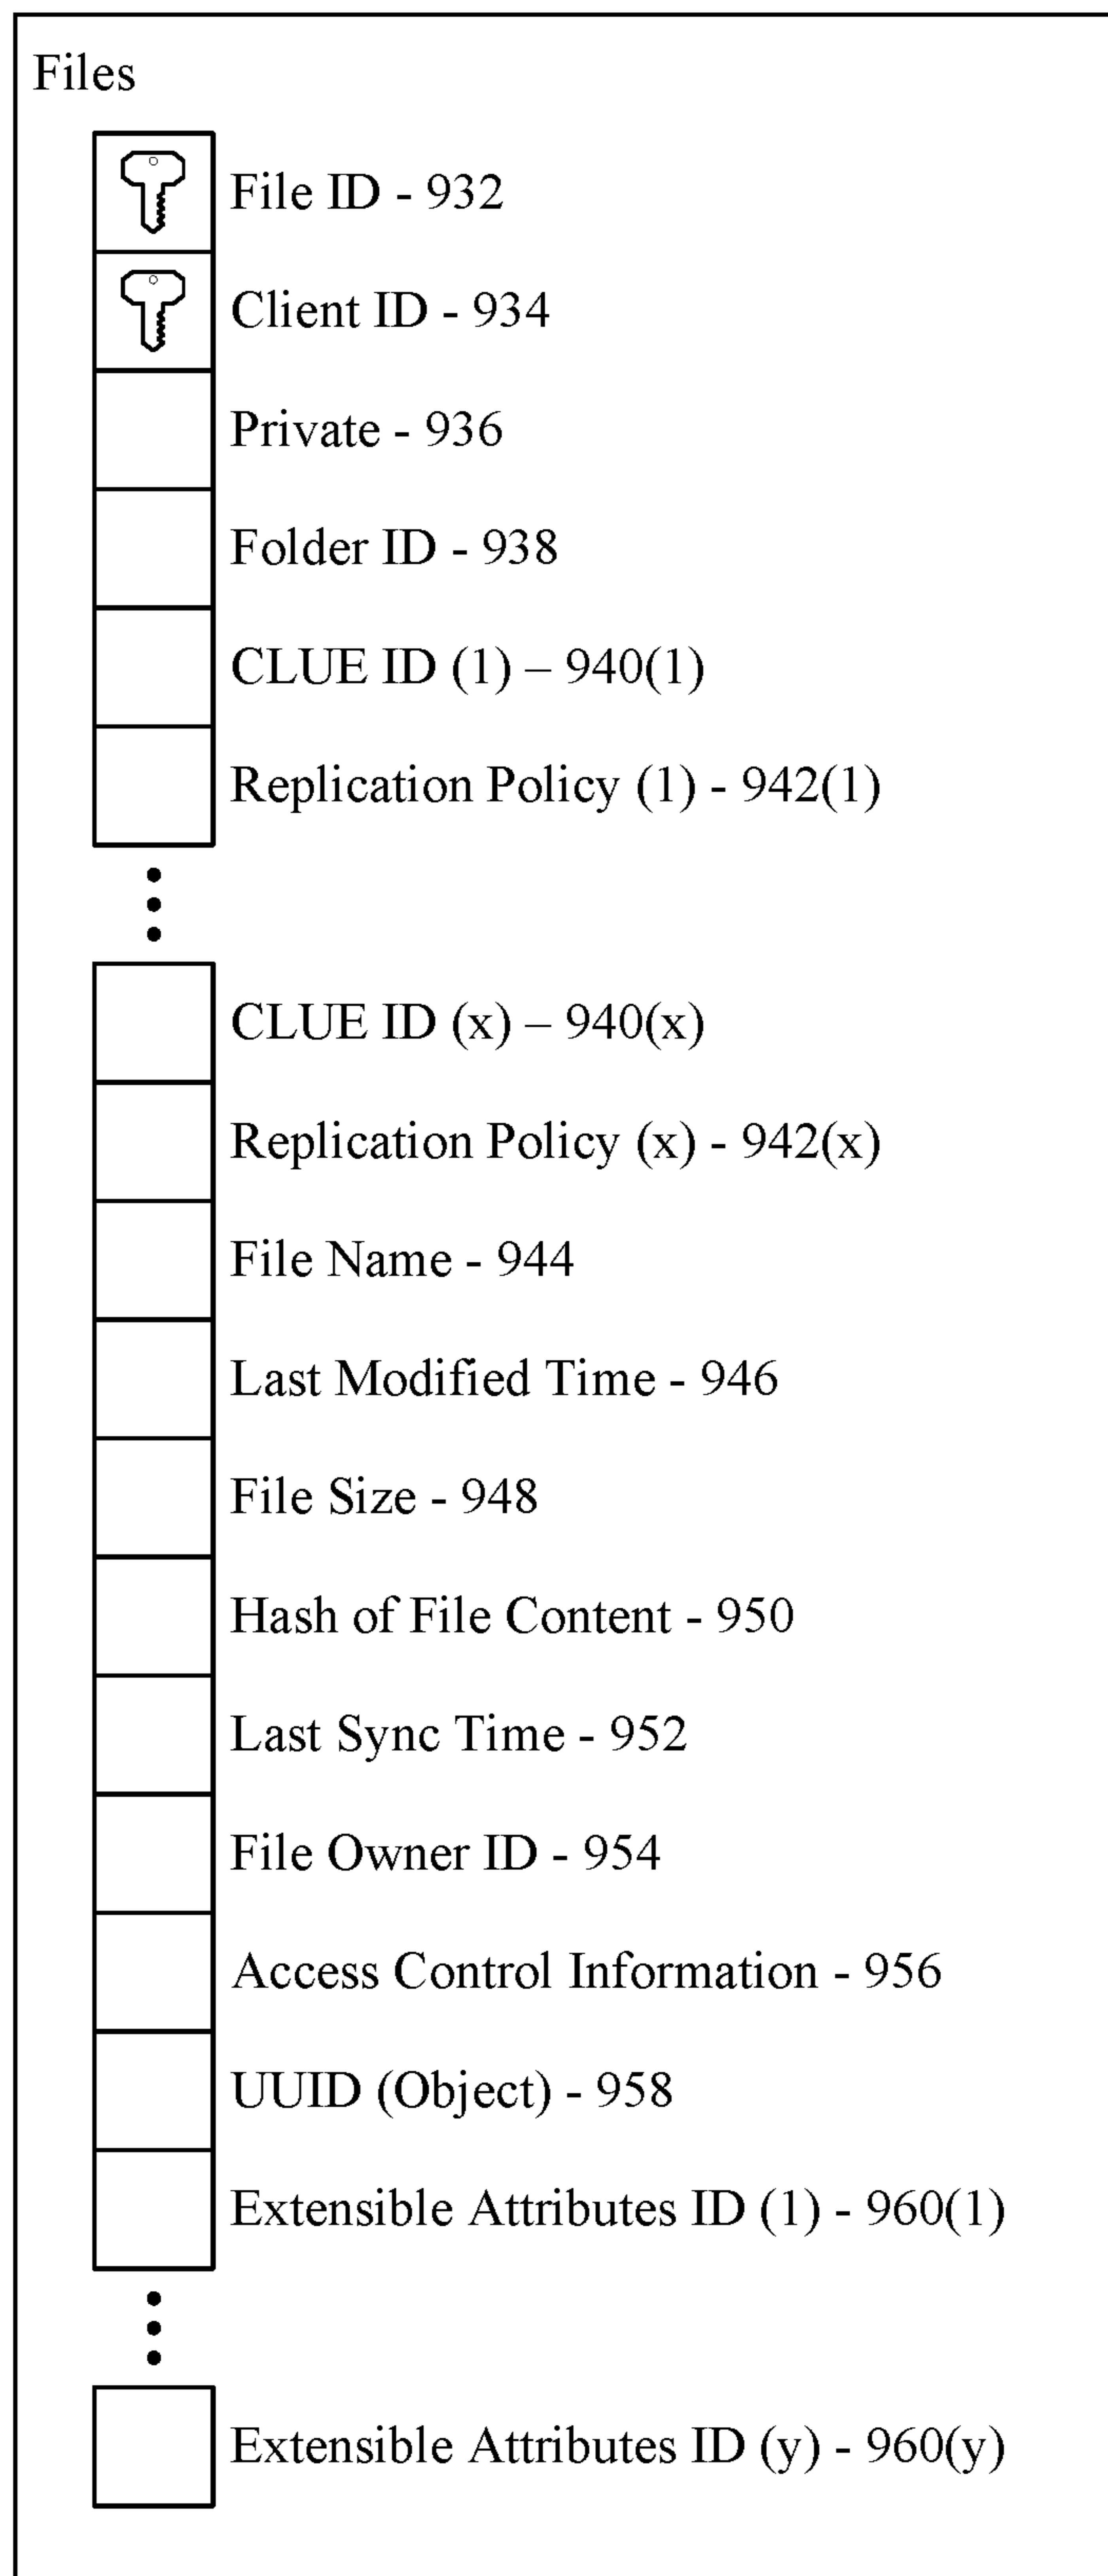 Files
File ID - 932
Client ID - 934
Private - 936
Folder ID - 938
CLUE ID (1) – 940(1)
Replication Policy (1) - 942(1)
CLUE ID (x) – 940(x)
Replication Policy (x) - 942(x)
File Name - 944
Last Modified Time - 946
File Size - 948
Hash of File Content - 950
Last Sync Time - 952
File Owner ID - 954
Access Control Information - 956
UUID (Object) - 958
Extensible Attributes ID (1) - 960(1)
Extensible Attributes ID (y) - 960(y)